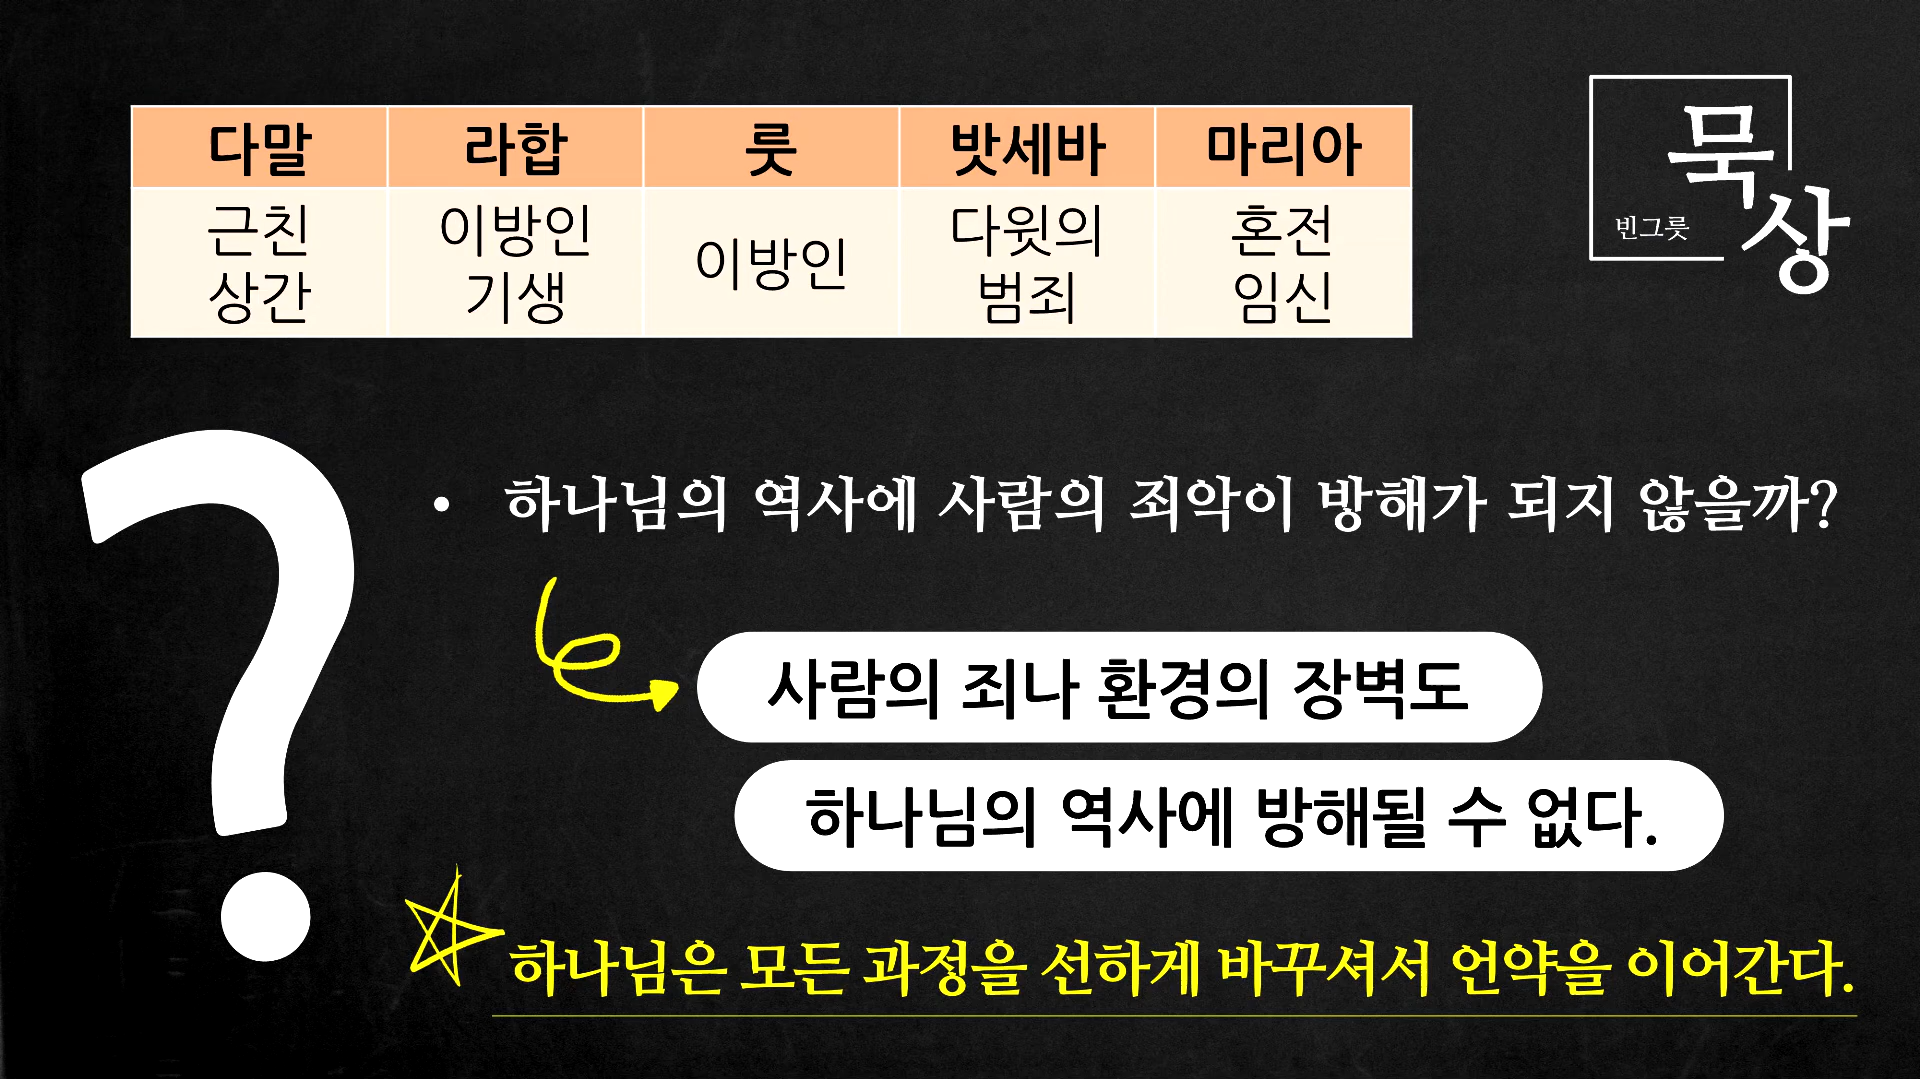 다말 라합 룻 밧세바 마리아
근친 이방인 이방인 다윗의 혼전
상간 기생 범죄 임신
묵상
빈그릇
? • 하나님의 역사에 사람의 죄악이 방해가 되지 않을까?
사람의 죄나 환경의 장벽도
하나님의 역사에 방해될 수 없다.
하나님은 모든 과정을 선하게 바꾸셔서 언약을 이어간다.